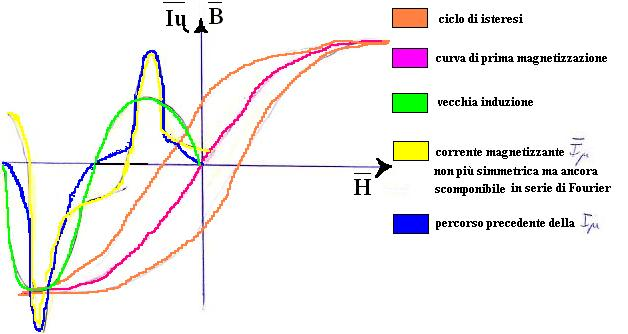 Iμ B
H
ciclo di isteresi
curva di prima magnetizzazione
vecchia induzione
corrente magnetizzante Iμ
non più simmetrica ma ancora
scomponibile in serie di Fourier
percorso precedente della Iμ